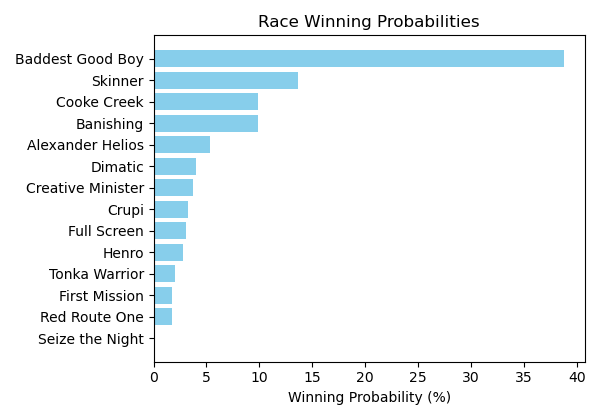 Race Winning Probabilities
Baddest Good Boy
Skinner
Cooke Creek
Banishing
Alexander Helios
Dimatic
Creative Minister
Crupi
Full Screen
Henro
Tonka Warrior
First Mission
Red Route One
Seize the Night
0 5 10 15 20 25 30 35 40
Winning Probability (%)